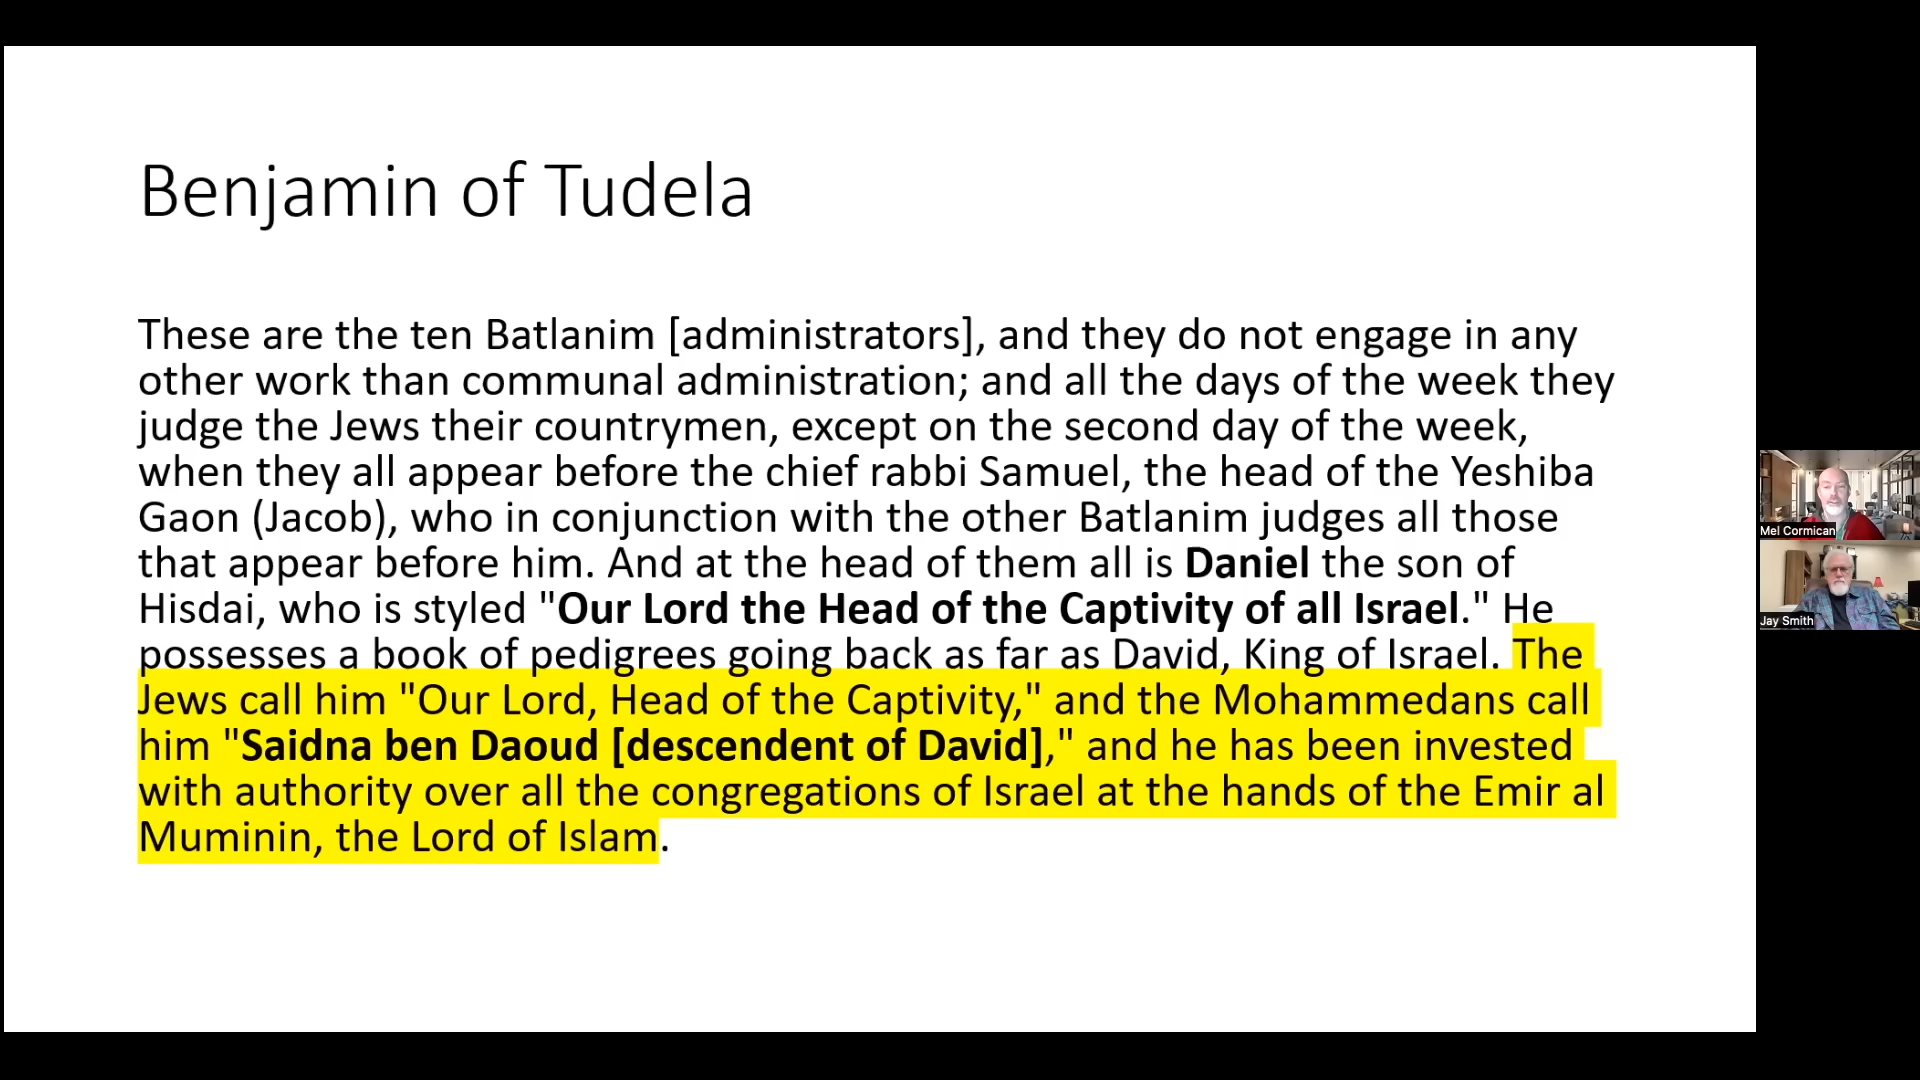 Benjamin of Tudela
These are the ten Batlanim [administrators], and they do not engage in any
other work than communal administration; and all the days of the week they
judge the Jews their countrymen, except on the second day of the week,
when they all appear before the chief rabbi Samuel, the head of the Yeshiba
Gaon (Jacob), who in conjunction with the other Batlanim judges all those
that appear before him. And at the head of them all is Daniel the son of
Hisdai, who is styled "Our Lord the Head of the Captivity of all Israel." He
possesses a book of pedigrees going back as far as David, King of Israel. The
Jews call him "Our Lord, Head of the Captivity," and the Mohammedans call
him "Saidna ben Daoud [descendent of David]," and he has been invested
with authority over all the congregations of Israel at the hands of the Emir al
Muminin, the Lord of Islam.
Mel Cormican
Jay Smith